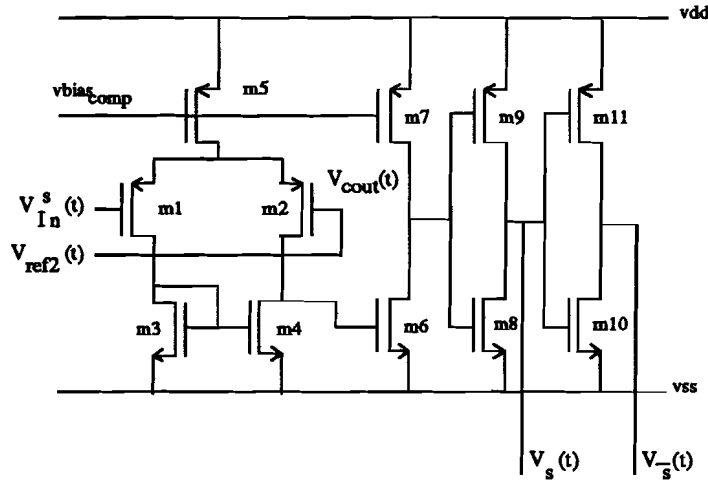 vdd
vbias_comp
m5
m7
m9
m11
V_In^s(t)
m1
m2
V_cout(t)
V_ref2(t)
m3
m4
m6
m8
m10
vss
V_s(t)
V_s̅(t)